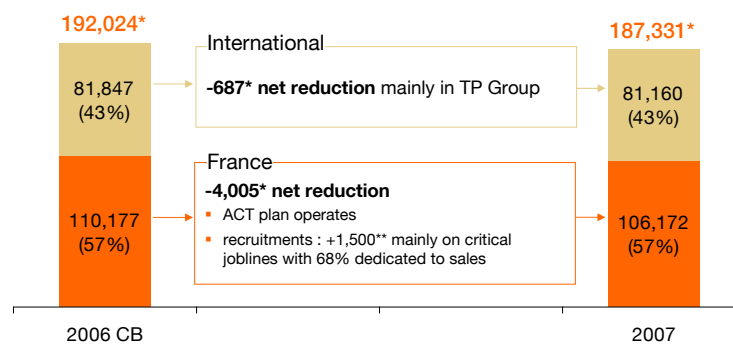 192,024*
187,331*
International
-687* net reduction mainly in TP Group
81,847
(43%)
81,160
(43%)
France
-4,005* net reduction
ACT plan operates
recruitments : +1,500** mainly on critical
joblines with 68% dedicated to sales
110,177
(57%)
106,172
(57%)
2006 CB
2007